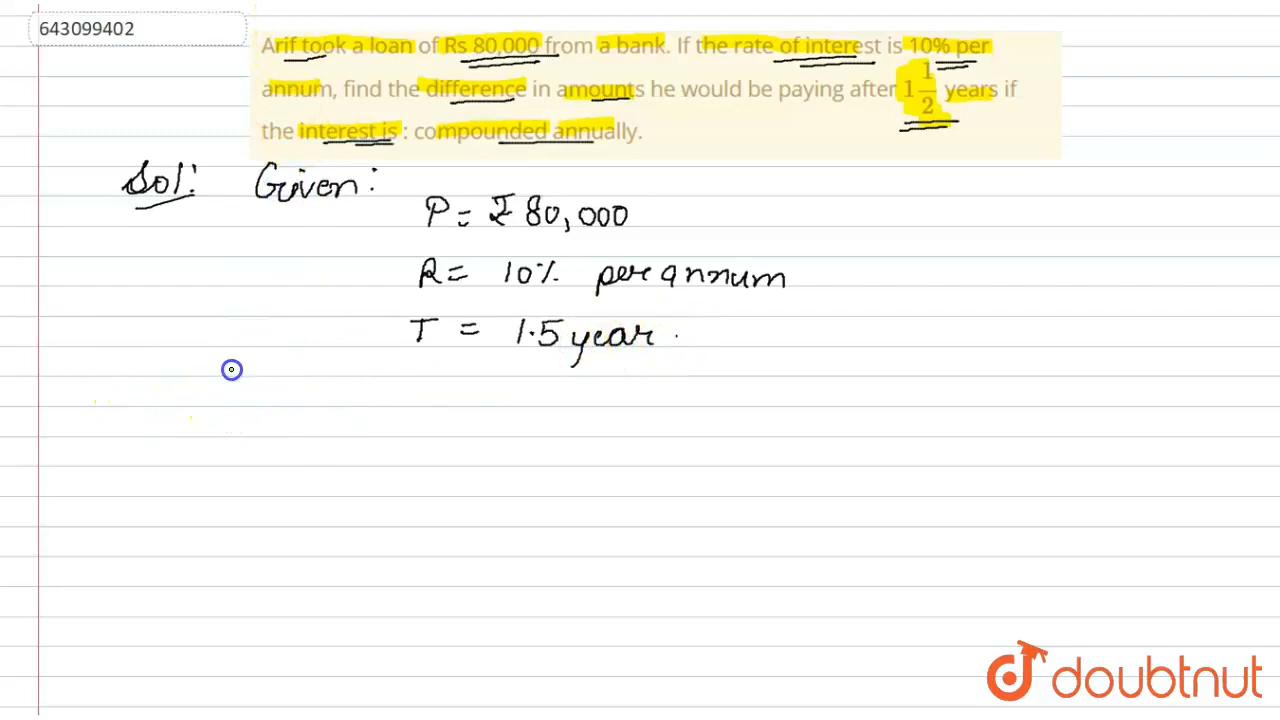 643099402
Arif took a loan of Rs 80,000 from a bank. If the rate of interest is 10% per
annum, find the difference in amounts he would be paying after 1 1/2 years if
the interest is : compounded annually.
Sol: Given:
P = ₹ 80,000
R = 10% per annum
T = 1.5 year.
doubtnut